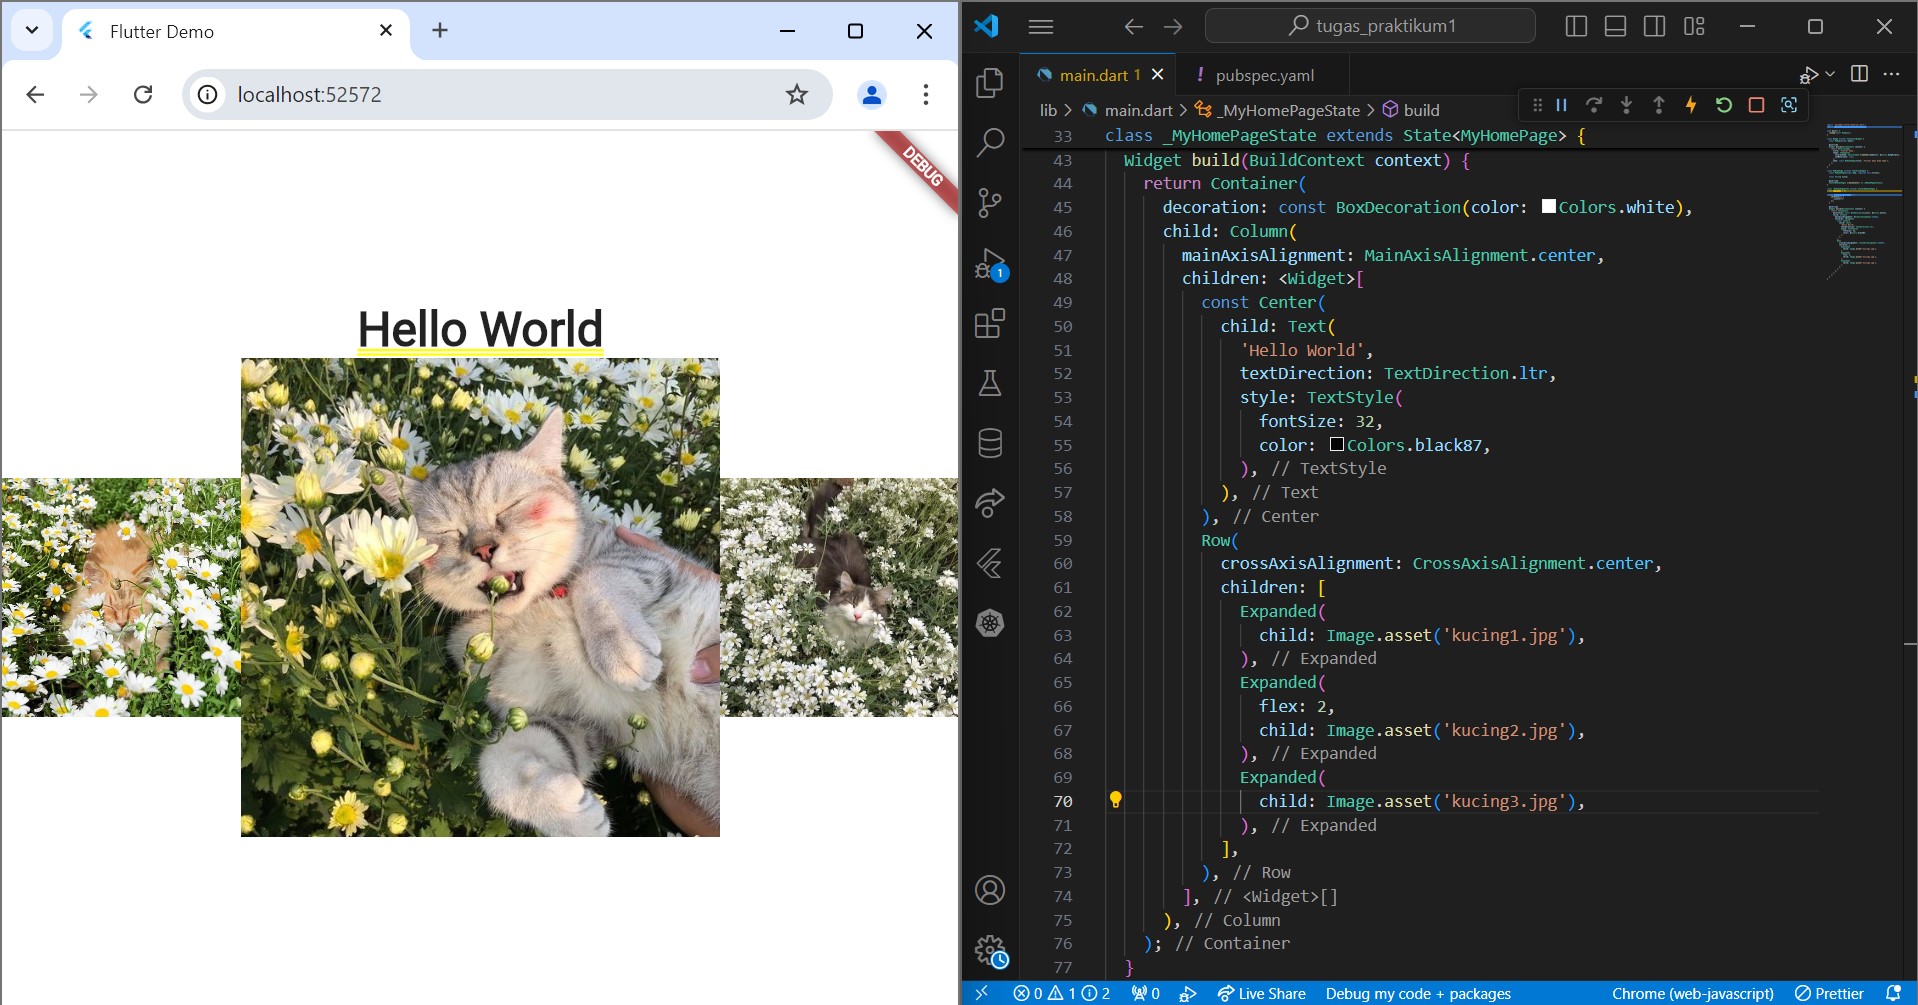 Flutter Demo
localhost:52572
DEBUG
Hello World
tugas_praktikum1
main.dart 1
pubspec.yaml
lib > main.dart > _MyHomePageState > build
33 class _MyHomePageState extends State<MyHomePage> {
43 Widget build(BuildContext context) {
44 return Container(
45 decoration: const BoxDecoration(color: Colors.white),
46 child: Column(
47 mainAxisAlignment: MainAxisAlignment.center,
48 children: <Widget>[
49 const Center(
50 child: Text(
51 'Hello World',
52 textDirection: TextDirection.ltr,
53 style: TextStyle(
54 fontSize: 32,
55 color: Colors.black87,
56 ), // TextStyle
57 ), // Text
58 ), // Center
59 Row(
60 crossAxisAlignment: CrossAxisAlignment.center,
61 children: [
62 Expanded(
63 child: Image.asset('kucing1.jpg'),
64 ), // Expanded
65 Expanded(
66 flex: 2,
67 child: Image.asset('kucing2.jpg'),
68 ), // Expanded
69 Expanded(
70 child: Image.asset('kucing3.jpg'),
71 ), // Expanded
72 ],
73 ), // Row
74 ], // <Widget>[]
75 ), // Column
76 ); // Container
77 }
1
0 1 2 0 Live Share Debug my code + packages Chrome (web-javascript) Prettier